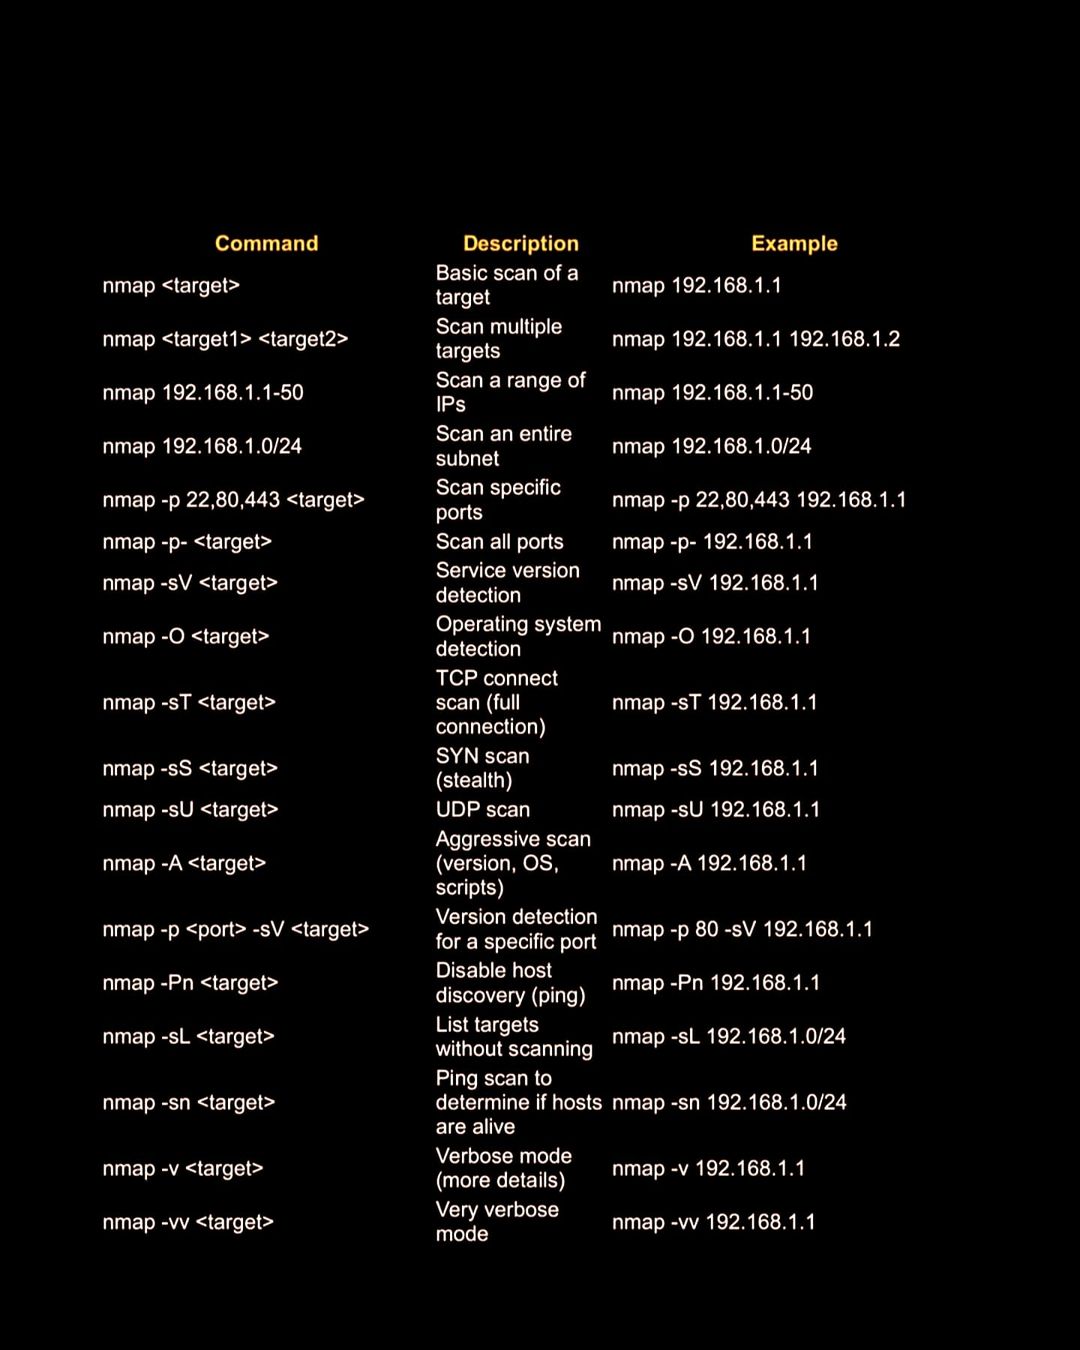 Command Description Example
nmap <target> Basic scan of a target nmap 192.168.1.1
nmap <target1> <target2> Scan multiple targets nmap 192.168.1.1 192.168.1.2
nmap 192.168.1.1-50 Scan a range of IPs nmap 192.168.1.1-50
nmap 192.168.1.0/24 Scan an entire subnet nmap 192.168.1.0/24
nmap -p 22,80,443 <target> Scan specific ports nmap -p 22,80,443 192.168.1.1
nmap -p- <target> Scan all ports nmap -p- 192.168.1.1
nmap -sV <target> Service version detection nmap -sV 192.168.1.1
nmap -O <target> Operating system detection nmap -O 192.168.1.1
nmap -sT <target> TCP connect scan (full connection) nmap -sT 192.168.1.1
nmap -sS <target> SYN scan (stealth) nmap -sS 192.168.1.1
nmap -sU <target> UDP scan nmap -sU 192.168.1.1
nmap -A <target> Aggressive scan (version, OS, scripts) nmap -A 192.168.1.1
nmap -p <port> -sV <target> Version detection for a specific port nmap -p 80 -sV 192.168.1.1
nmap -Pn <target> Disable host discovery (ping) nmap -Pn 192.168.1.1
nmap -sL <target> List targets without scanning nmap -sL 192.168.1.0/24
nmap -sn <target> Ping scan to determine if hosts are alive nmap -sn 192.168.1.0/24
nmap -v <target> Verbose mode (more details) nmap -v 192.168.1.1
nmap -vv <target> Very verbose mode nmap -vv 192.168.1.1